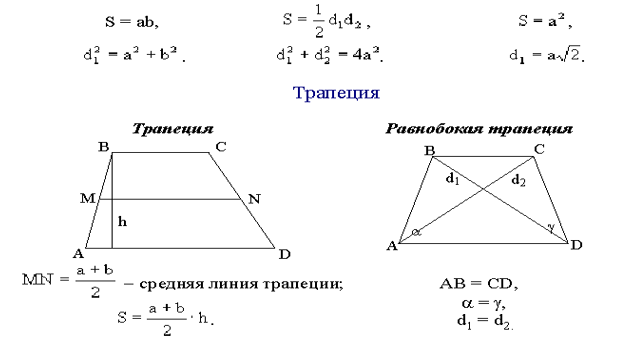 S = ab, S = 1/2 d₁d₂ , S = a² ,
d₁² = a² + b² . d₁² + d₂² = 4a². d₁ = a√2.
Трапеция
Трапеция Равнобокая трапеция
B C B C
d₁ d₂
M N
h
α γ
A D A D
MN = a + b / 2 – средняя линия трапеции; AB = CD,
α = γ,
S = a + b / 2 · h . d₁ = d₂.